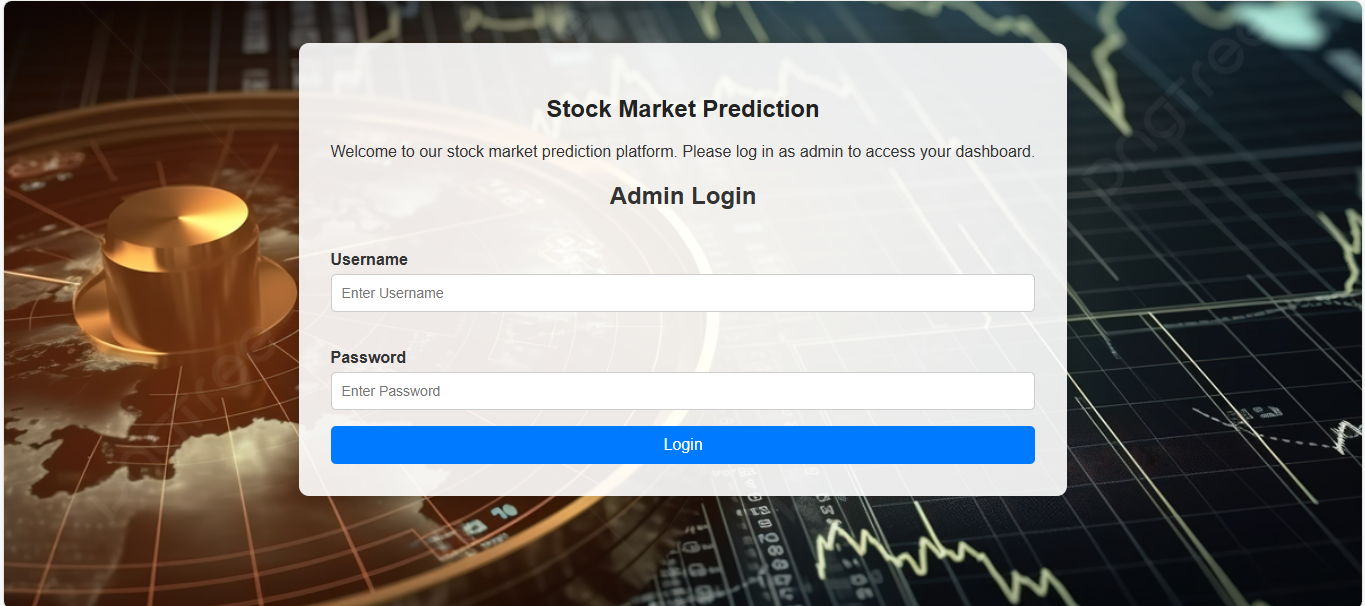 Stock Market Prediction
Welcome to our stock market prediction platform. Please log in as admin to access your dashboard.
Admin Login
Username
Enter Username
Password
Enter Password
Login